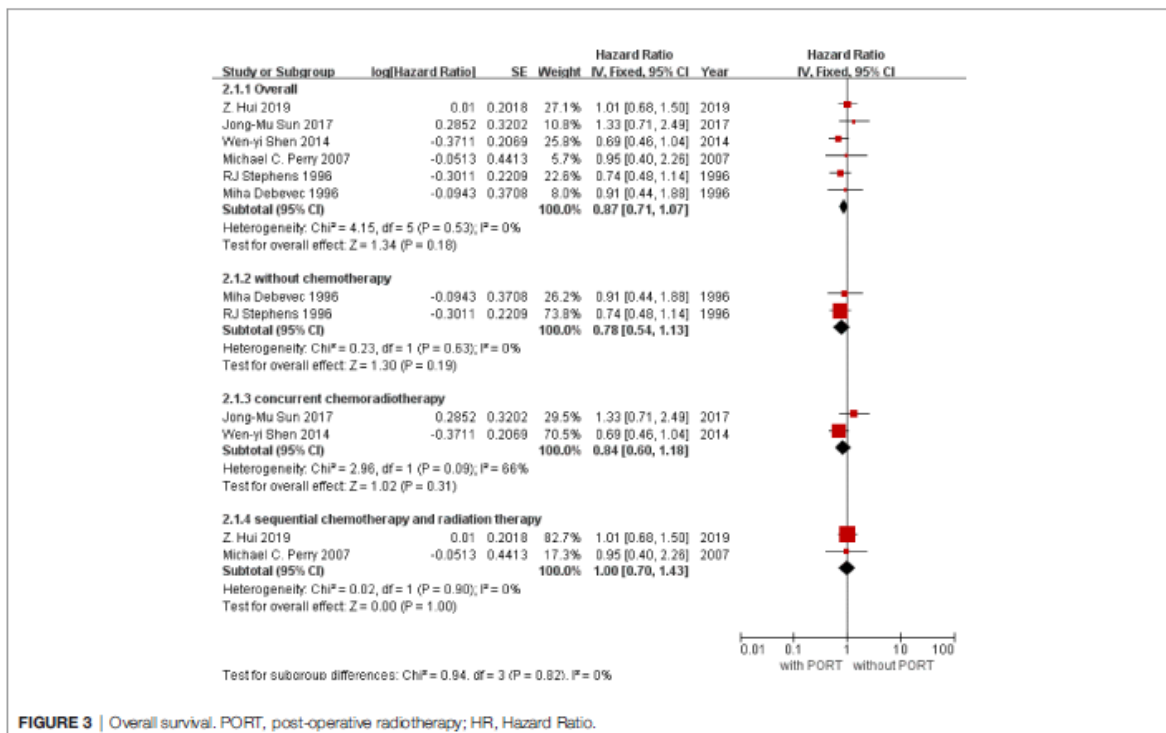 Hazard Ratio Hazard Ratio
Study or Subgroup log[Hazard Ratio] SE Weight IV, Fixed, 95% CI Year IV, Fixed, 95% CI
2.1.1 Overall
Z. Hui 2019 0.01 0.2018 27.1% 1.01 [0.68, 1.50] 2019
Jong-Mu Sun 2017 0.2852 0.3202 10.8% 1.33 [0.71, 2.49] 2017
Wen-yi Shen 2014 -0.3711 0.2069 25.8% 0.69 [0.46, 1.04] 2014
Michael C. Perry 2007 -0.0513 0.4413 5.7% 0.95 [0.40, 2.26] 2007
RJ Stephens 1996 -0.3011 0.2209 22.6% 0.74 [0.48, 1.14] 1996
Miha Debevec 1996 -0.0943 0.3708 8.0% 0.91 [0.44, 1.88] 1996
Subtotal (95% CI) 100.0% 0.87 [0.71, 1.07]
Heterogeneity: Chi² = 4.15, df = 5 (P = 0.53); I² = 0%
Test for overall effect: Z = 1.34 (P = 0.18)
2.1.2 without chemotherapy
Miha Debevec 1996 -0.0943 0.3708 26.2% 0.91 [0.44, 1.88] 1996
RJ Stephens 1996 -0.3011 0.2209 73.8% 0.74 [0.48, 1.14] 1996
Subtotal (95% CI) 100.0% 0.78 [0.54, 1.13]
Heterogeneity: Chi² = 0.23, df = 1 (P = 0.63); I² = 0%
Test for overall effect: Z = 1.30 (P = 0.19)
2.1.3 concurrent chemoradiotherapy
Jong-Mu Sun 2017 0.2852 0.3202 29.5% 1.33 [0.71, 2.49] 2017
Wen-yi Shen 2014 -0.3711 0.2069 70.5% 0.69 [0.46, 1.04] 2014
Subtotal (95% CI) 100.0% 0.84 [0.60, 1.18]
Heterogeneity: Chi² = 2.96, df = 1 (P = 0.09); I² = 66%
Test for overall effect: Z = 1.02 (P = 0.31)
2.1.4 sequential chemotherapy and radiation therapy
Z. Hui 2019 0.01 0.2018 82.7% 1.01 [0.68, 1.50] 2019
Michael C. Perry 2007 -0.0513 0.4413 17.3% 0.95 [0.40, 2.26] 2007
Subtotal (95% CI) 100.0% 1.00 [0.70, 1.43]
Heterogeneity: Chi² = 0.02, df = 1 (P = 0.90); I² = 0%
Test for overall effect: Z = 0.00 (P = 1.00)
0.01 0.1 1 10 100
with PORT without PORT
Test for subgroup differences: Chi² = 0.94, df = 3 (P = 0.82), I² = 0%
FIGURE 3 | Overall survival. PORT, post-operative radiotherapy; HR, Hazard Ratio.